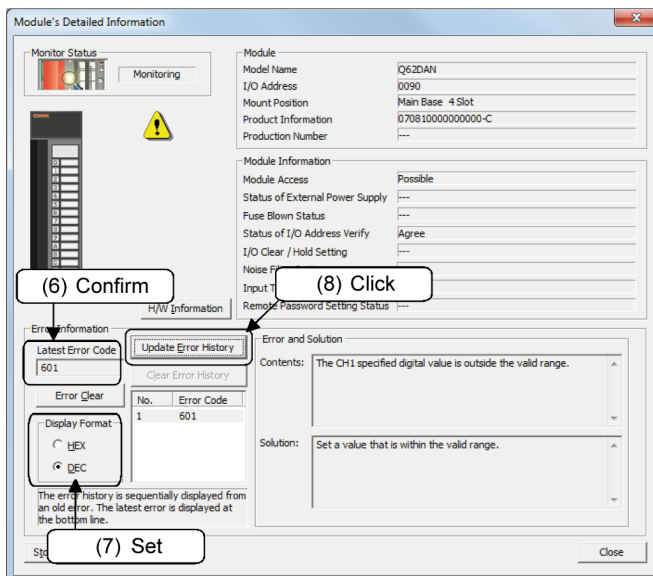 Module's Detailed Information
Monitor Status
Monitoring
Module
Model Name Q62DAN
I/O Address 0090
Mount Position Main Base 4 Slot
Product Information 070810000000000-C
Production Number ---
Module Information
Module Access Possible
Status of External Power Supply ---
Fuse Blown Status ---
Status of I/O Address Verify Agree
I/O Clear / Hold Setting ---
Noise
Input
Remote Password Setting Status ---
H/W Information
(6) Confirm
(8) Click
Error Information
Latest Error Code
601
Update Error History
Clear Error History
Error Clear
No. Error Code
1 601
Display Format
HEX
DEC
The error history is sequentially displayed from
an old error. The latest error is displayed at
the bottom line.
Error and Solution
Contents: The CH1 specified digital value is outside the valid range.
Solution: Set a value that is within the valid range.
(7) Set
Close